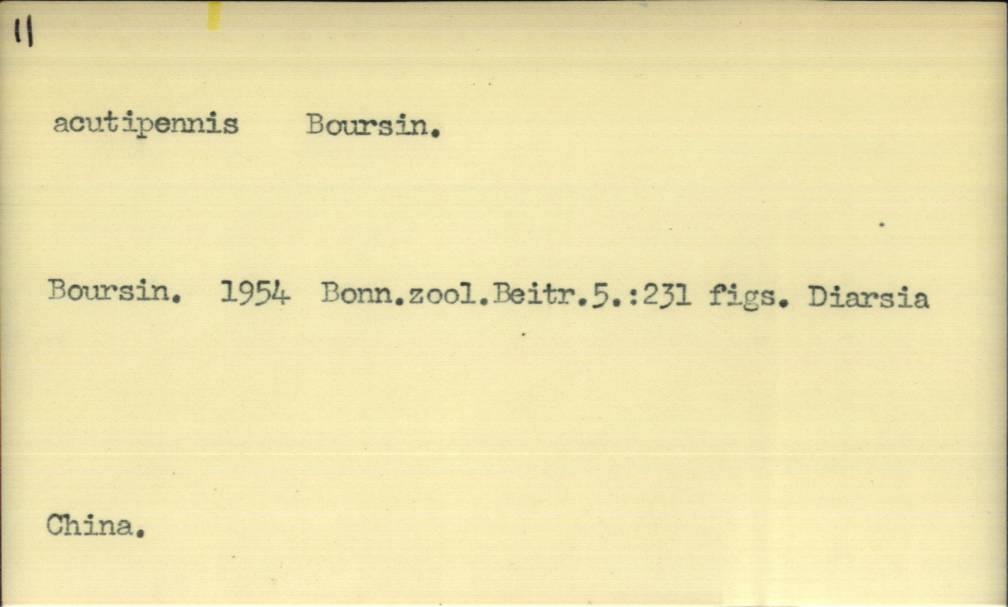 11
acutipennis Boursin.
Boursin. 1954 Bonn.zool.Beitr.5.:231 figs. Diarsia
China.